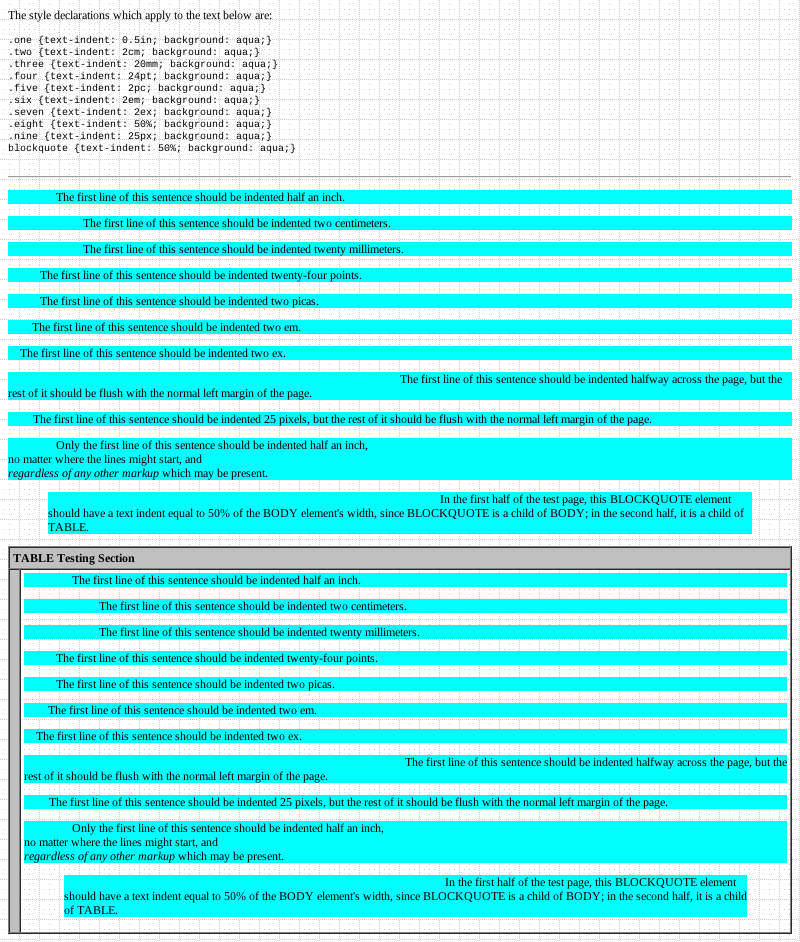 The style declarations which apply to the text below are:
.one {text-indent: 0.5in; background: aqua;}
.two {text-indent: 2cm; background: aqua;}
.three {text-indent: 20mm; background: aqua;}
.four {text-indent: 24pt; background: aqua;}
.five {text-indent: 2pc; background: aqua;}
.six {text-indent: 2em; background: aqua;}
.seven {text-indent: 2ex; background: aqua;}
.eight {text-indent: 50%; background: aqua;}
.nine {text-indent: 25px; background: aqua;}
blockquote {text-indent: 50%; background: aqua;}
The first line of this sentence should be indented half an inch.
The first line of this sentence should be indented two centimeters.
The first line of this sentence should be indented twenty millimeters.
The first line of this sentence should be indented twenty-four points.
The first line of this sentence should be indented two picas.
The first line of this sentence should be indented two em.
The first line of this sentence should be indented two ex.
The first line of this sentence should be indented halfway across the page, but the
rest of it should be flush with the normal left margin of the page.
The first line of this sentence should be indented 25 pixels, but the rest of it should be flush with the normal left margin of the page.
Only the first line of this sentence should be indented half an inch,
no matter where the lines might start, and
regardless of any other markup which may be present.
In the first half of the test page, this BLOCKQUOTE element
should have a text indent equal to 50% of the BODY element's width, since BLOCKQUOTE is a child of BODY; in the second half, it is a child of
TABLE.
TABLE Testing Section
The first line of this sentence should be indented half an inch.
The first line of this sentence should be indented two centimeters.
The first line of this sentence should be indented twenty millimeters.
The first line of this sentence should be indented twenty-four points.
The first line of this sentence should be indented two picas.
The first line of this sentence should be indented two em.
The first line of this sentence should be indented two ex.
The first line of this sentence should be indented halfway across the page, but the
rest of it should be flush with the normal left margin of the page.
The first line of this sentence should be indented 25 pixels, but the rest of it should be flush with the normal left margin of the page.
Only the first line of this sentence should be indented half an inch,
no matter where the lines might start, and
regardless of any other markup which may be present.
In the first half of the test page, this BLOCKQUOTE element
should have a text indent equal to 50% of the BODY element's width, since BLOCKQUOTE is a child of BODY; in the second half, it is a child
of TABLE.